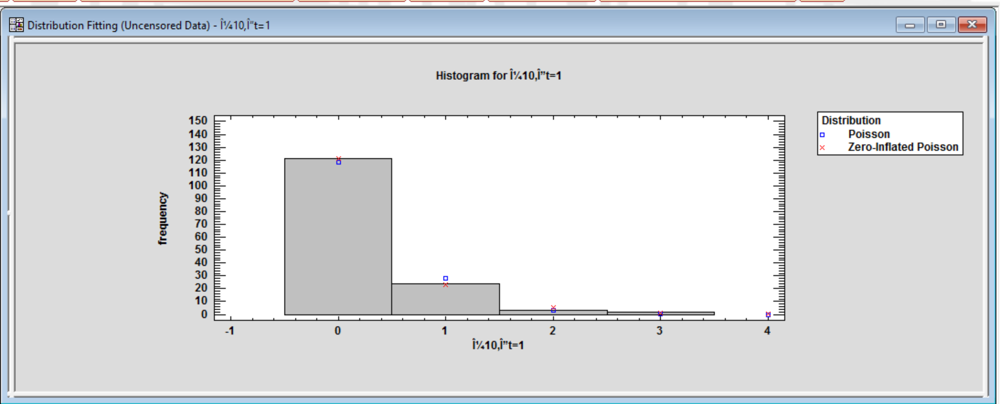 Distribution Fitting (Uncensored Data) - Î¼10,Î"t=1
Histogram for Î¼10,Î”t=1
Distribution
Poisson
Zero-Inflated Poisson
150
140
130
120
110
100
90
80
70
60
50
40
30
20
10
0
frequency
-1 0 1 2 3 4
Î¼10,Î”t=1